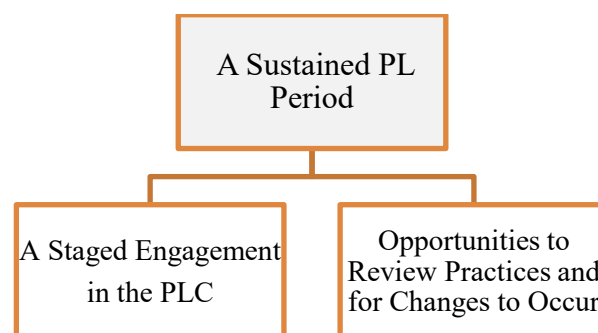 A Sustained PL
Period
A Staged Engagement
in the PLC
Opportunities to
Review Practices and
for Changes to Occur